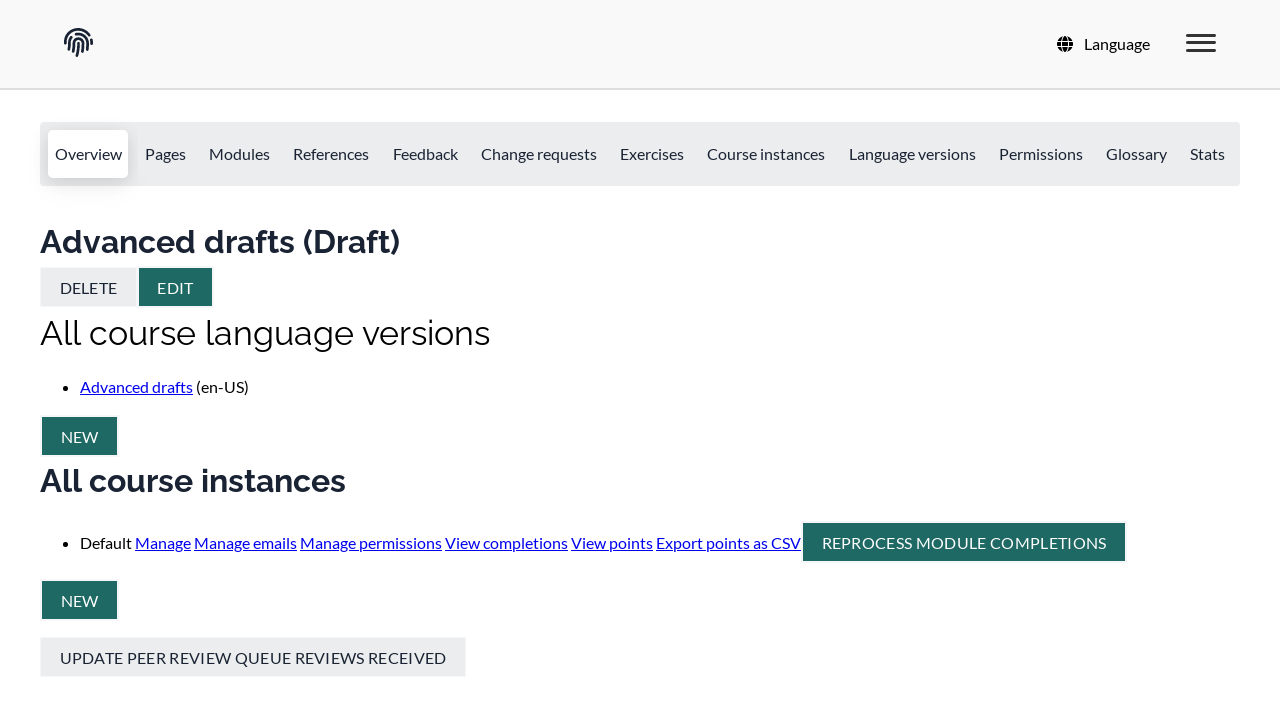 Language
Overview Pages Modules References Feedback Change requests Exercises Course instances Language versions Permissions Glossary Stats
Advanced drafts (Draft)
DELETE EDIT
All course language versions
Advanced drafts (en-US)
NEW
All course instances
Default Manage Manage emails Manage permissions View completions View points Export points as CSV REPROCESS MODULE COMPLETIONS
NEW
UPDATE PEER REVIEW QUEUE REVIEWS RECEIVED